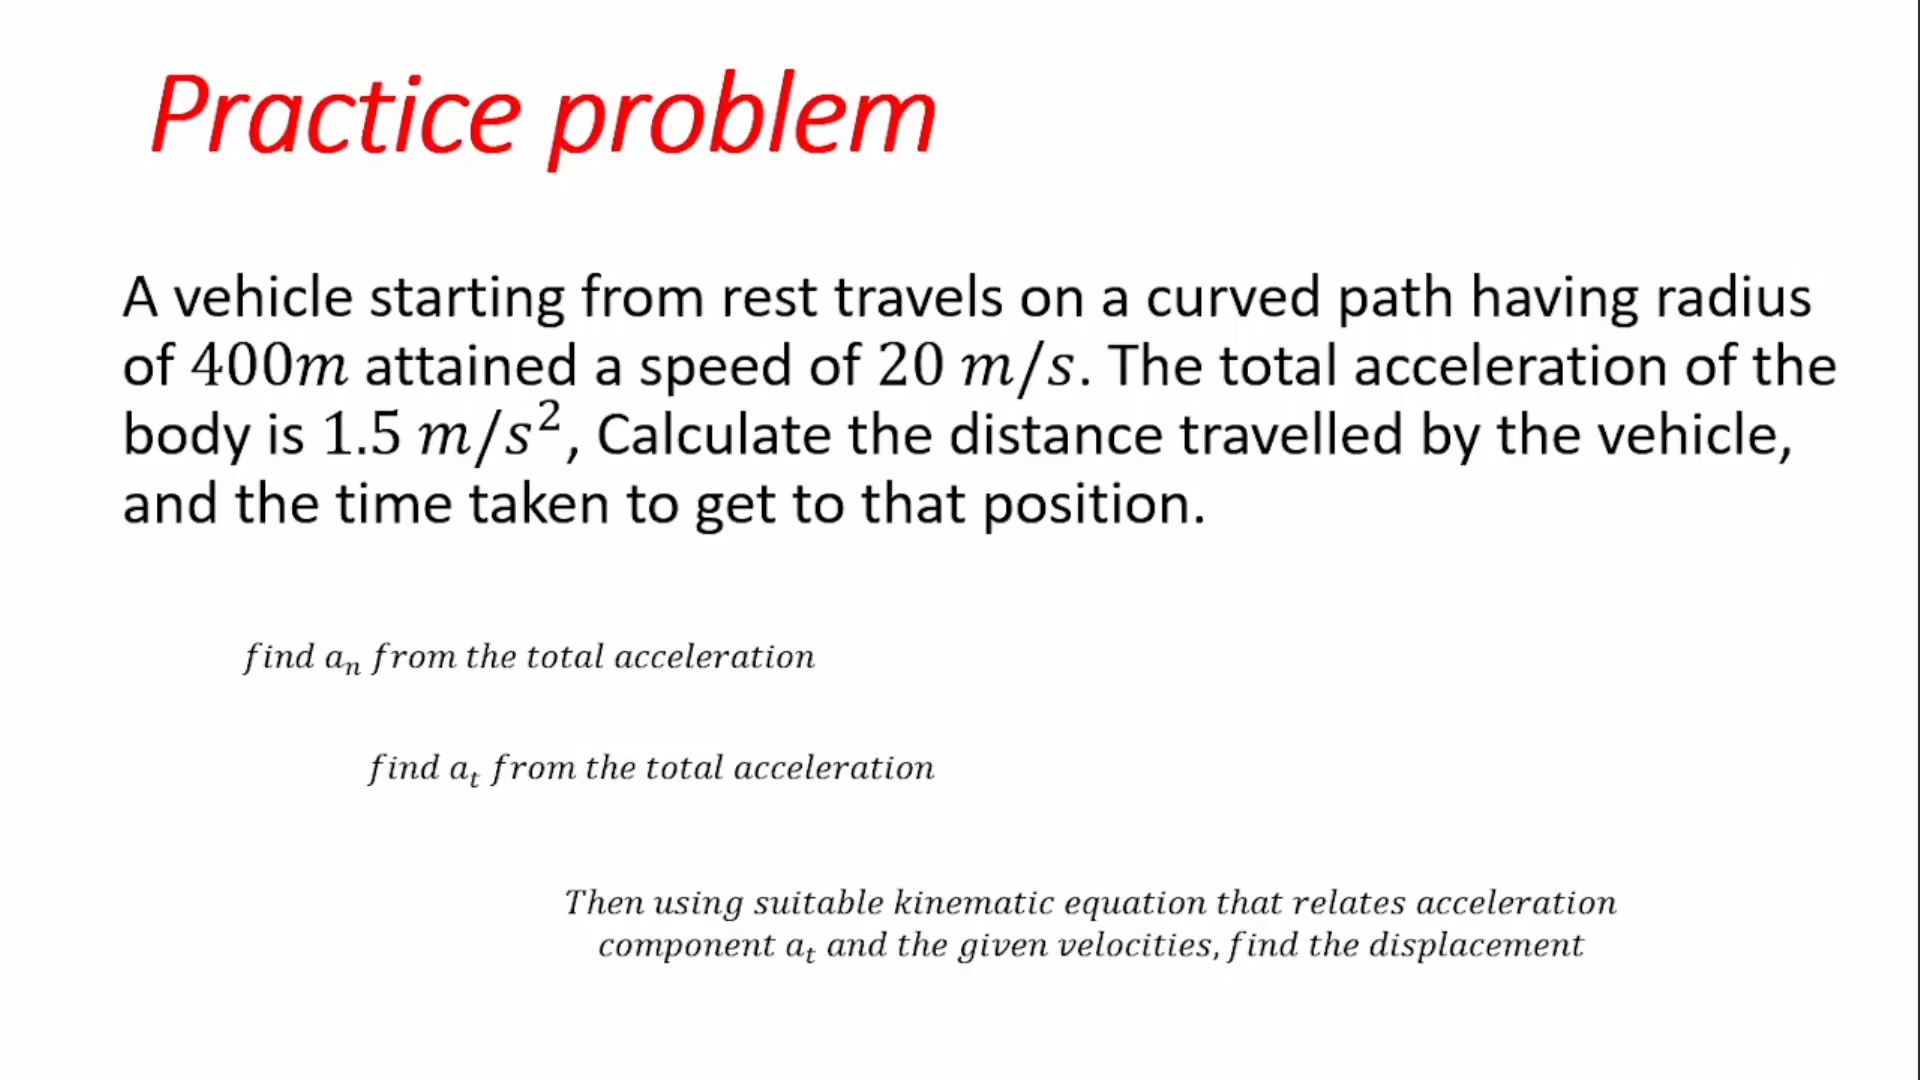 Practice problem
A vehicle starting from rest travels on a curved path having radius
of 400m attained a speed of 20 m/s. The total acceleration of the
body is 1.5 m/s², Calculate the distance travelled by the vehicle,
and the time taken to get to that position.
find aₙ from the total acceleration
find aₜ from the total acceleration
Then using suitable kinematic equation that relates acceleration
component aₜ and the given velocities, find the displacement